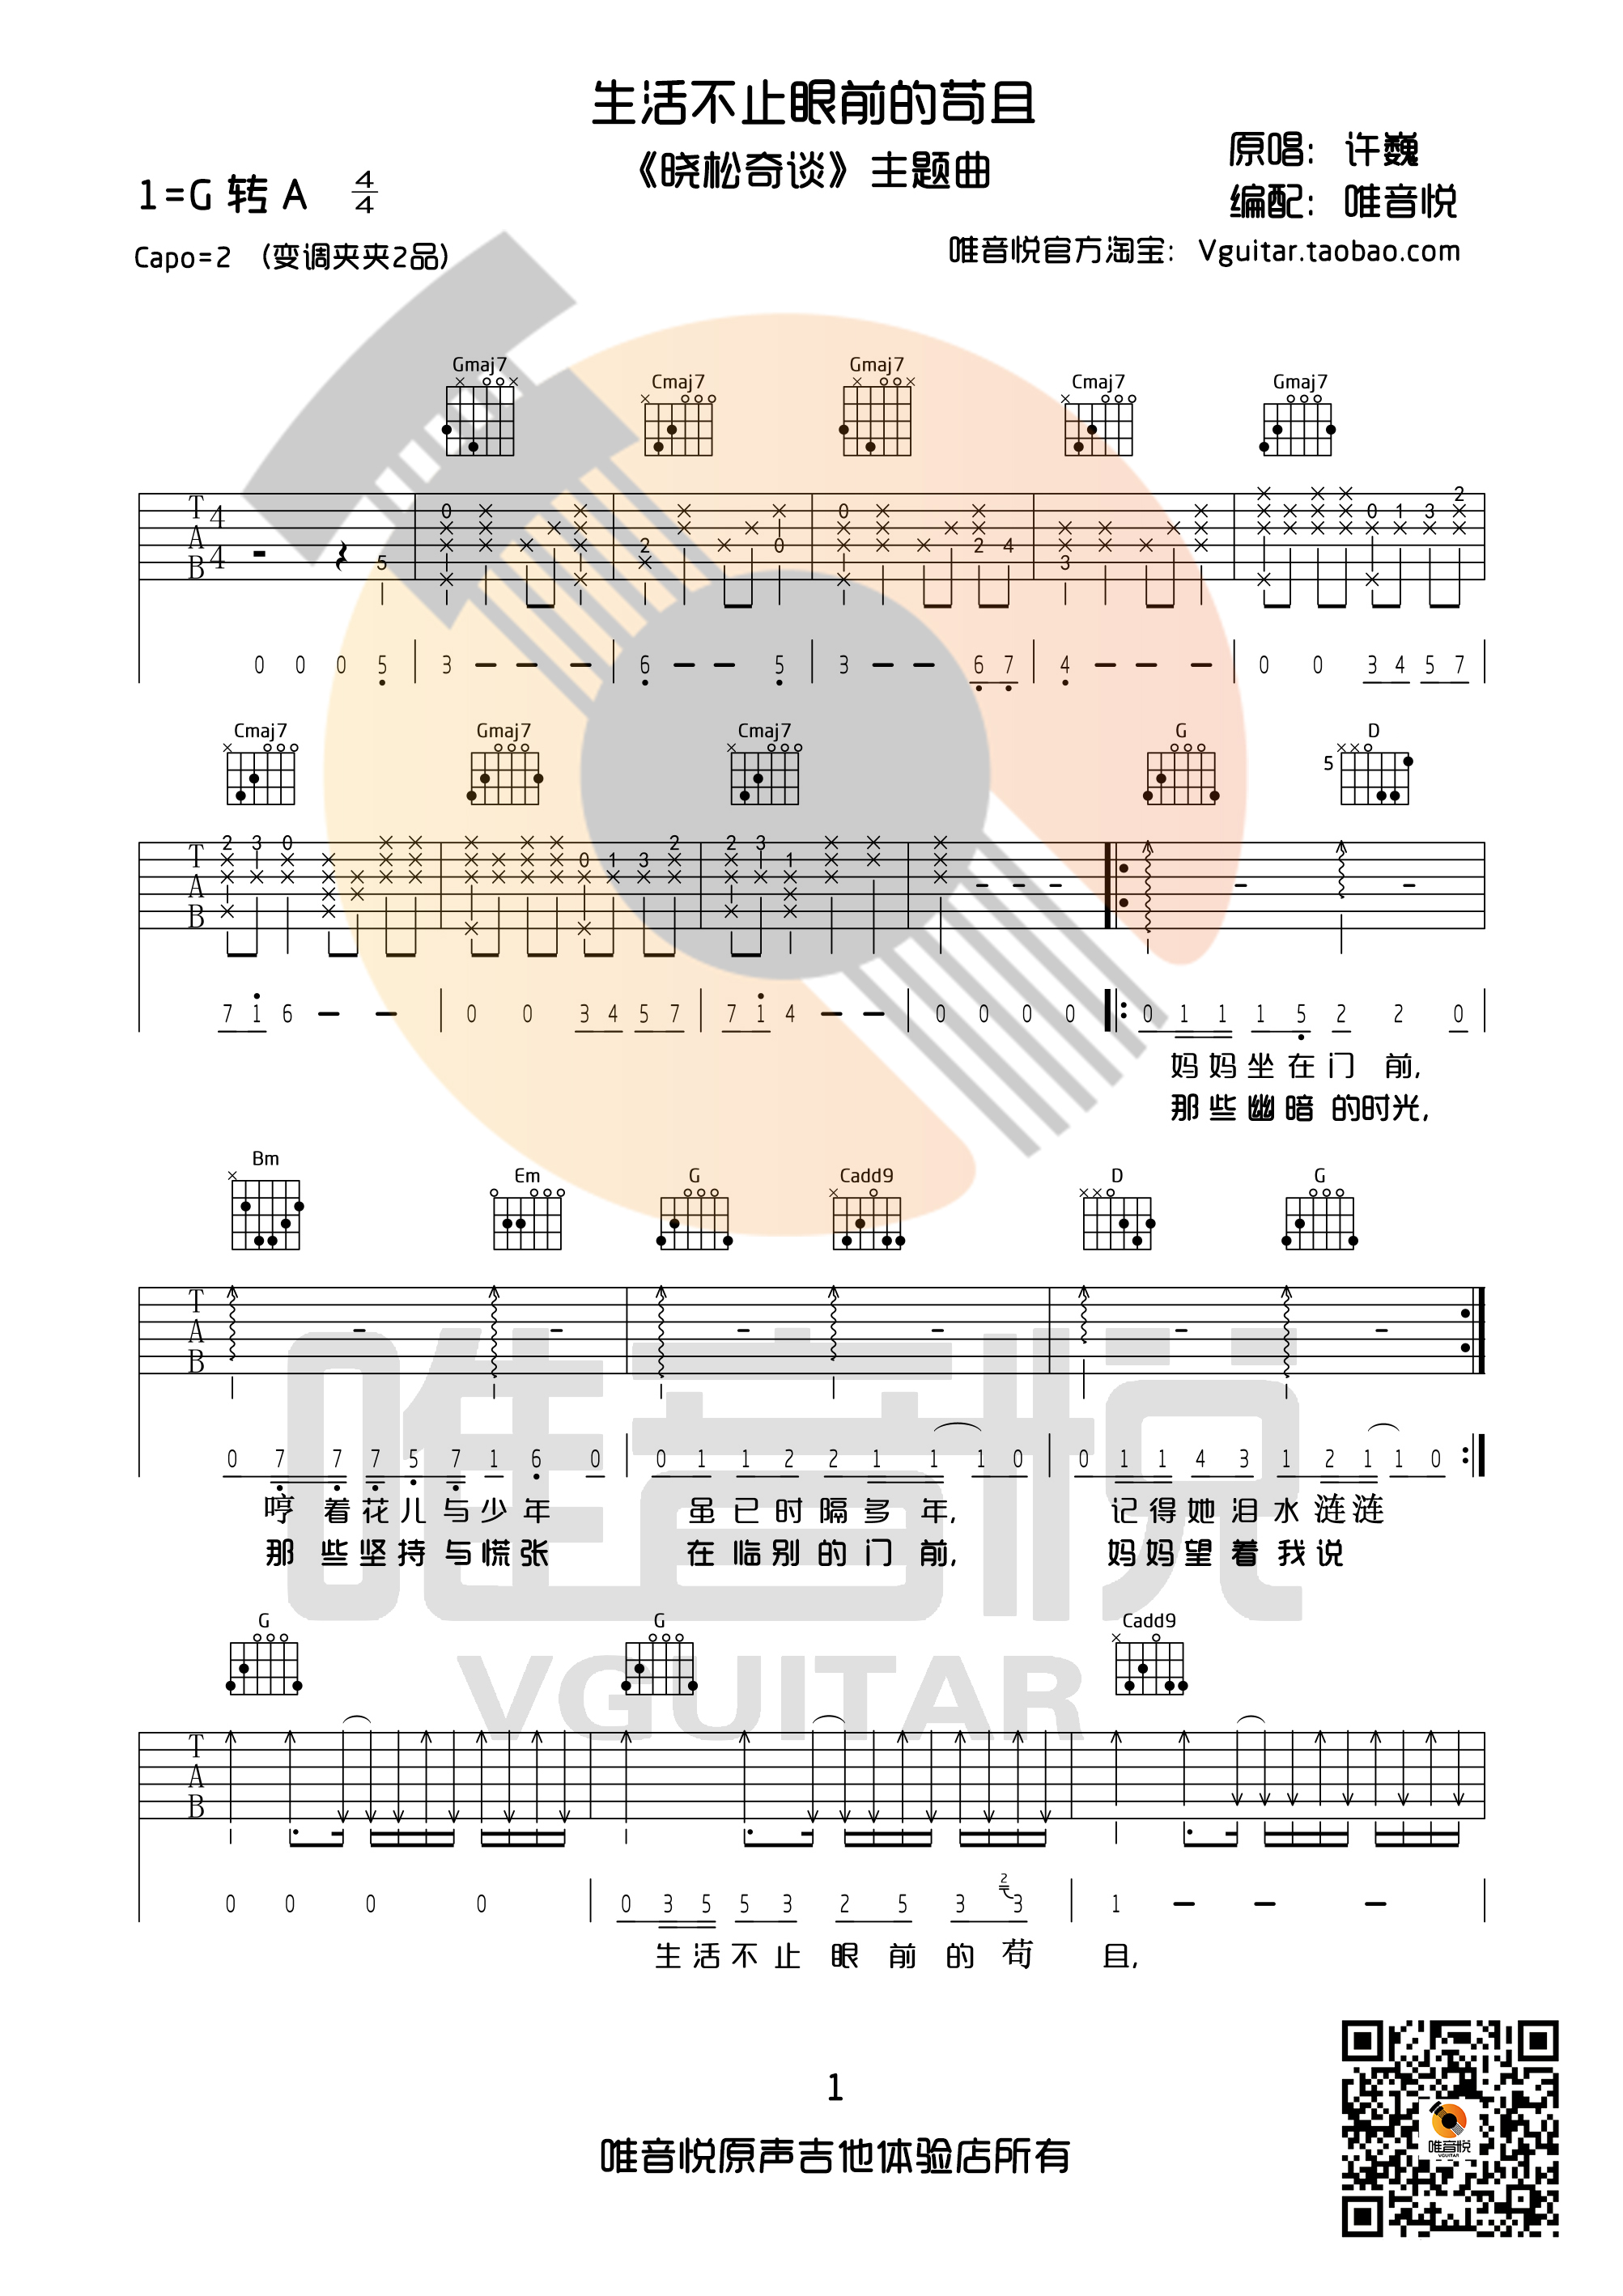 生活不止眼前的苟且
《晓松奇谈》主题曲
原唱: 许巍
编配: 唯音悦
1=G 转 A 4/4
Capo=2 (变调夹夹2品)
唯音悦官方淘宝: Vguitar.taobao.com
Gmaj7 Cmaj7 Gmaj7 Cmaj7 Gmaj7
T A B 4/4
0 0 0 5 3 – – – 6 – – 5 3 – – 6 7 4 – – – 0 0 3 4 5 7
Cmaj7 Gmaj7 Cmaj7 G D
5
T A B
7 1 6 – – 0 0 3 4 5 7 7 1 4 – – 0 0 0 0 0 1 1 1 5 2 2 0
妈妈坐在门 前,
那些幽暗 的时光,
Bm Em G Cadd9 D G
T A B
0 7 7 7 5 7 1 6 0 0 1 1 2 2 1 1 1 0 0 1 1 4 3 1 2 1 1 0
哼 着花儿与少年 虽已时隔多 年, 记得她泪水涟涟
那 些坚持与慌张 在临别的门 前, 妈妈望着我说
G G Cadd9
T A B
0 0 0 0 0 3 5 5 3 2 5 3 2 3 1 – – –
生活不止 眼前的苟 且,
唯音悦
VGUITAR
1
唯音悦原声吉他体验店所有
唯音悦
VGUITAR